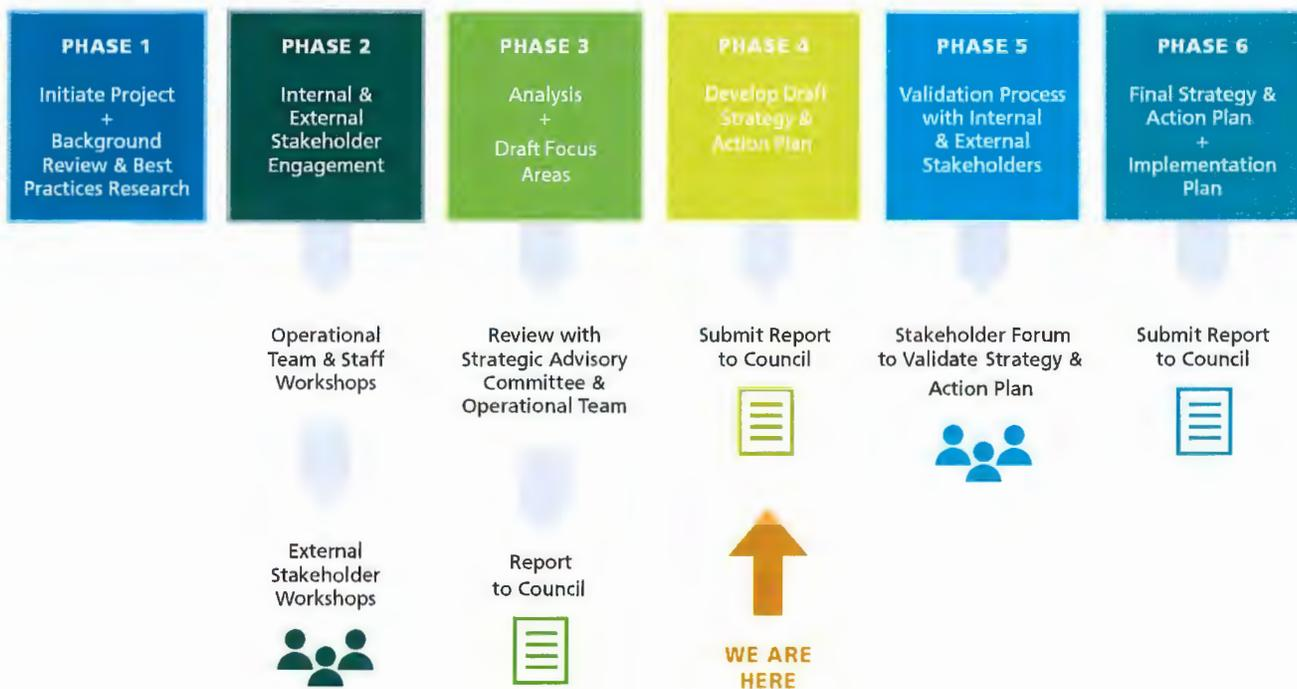 PHASE 1
Initiate Project
+
Background
Review & Best
Practices Research
PHASE 2
Internal &
External
Stakeholder
Engagement
Operational
Team & Staff
Workshops
External
Stakeholder
Workshops
PHASE 3
Analysis
+
Draft Focus
Areas
Review with
Strategic Advisory
Committee &
Operational Team
Report
to Council
PHASE 4
Develop Draft
Strategy &
Action Plan
Submit Report
to Council
WE ARE
HERE
PHASE 5
Validation Process
with Internal
& External
Stakeholders
Stakeholder Forum
to Validate Strategy &
Action Plan
PHASE 6
Final Strategy &
Action Plan
+
Implementation
Plan
Submit Report
to Council